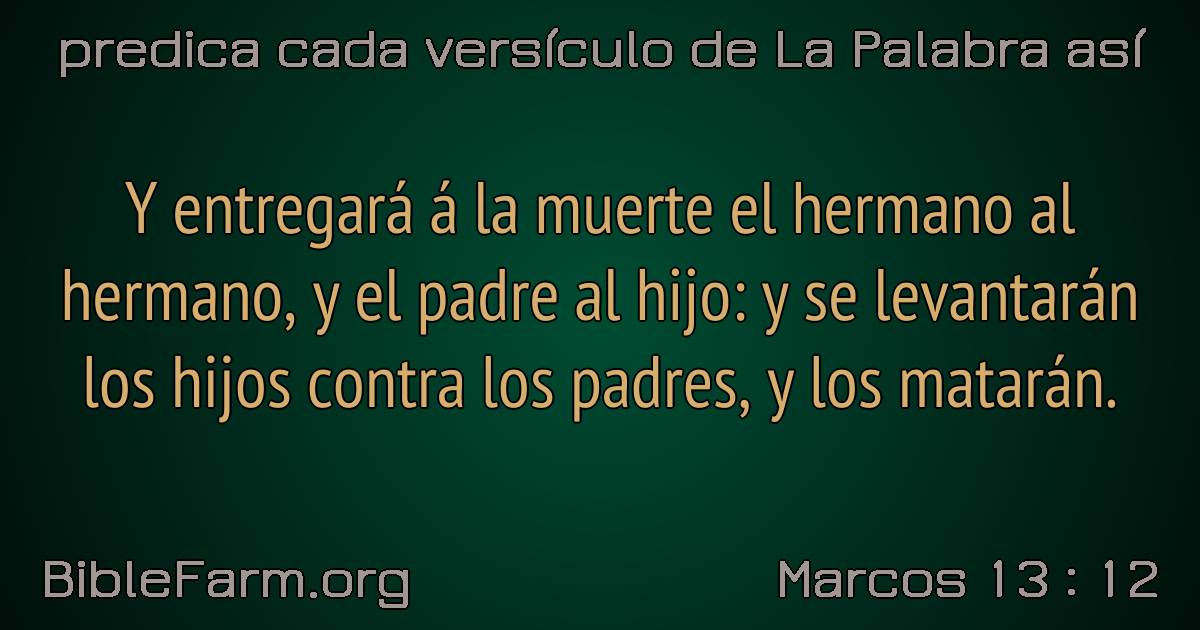 predica cada versículo de La Palabra así
Y entregará á la muerte el hermano al
hermano, y el padre al hijo: y se levantarán
los hijos contra los padres, y los matarán.
BibleFarm.org
Marcos 13 : 12